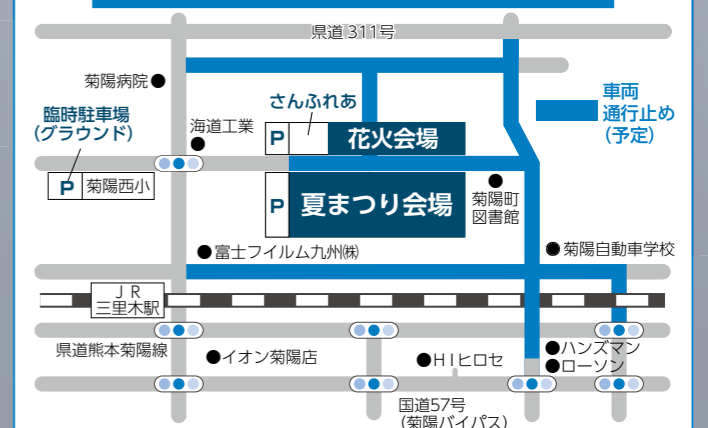 県道311号
菊陽病院●
さんふれあ
車両
通行止め
(予定)
臨時駐車場
(グラウンド)
海道工業
●
P
花火会場
P 菊陽西小
P
夏まつり会場
●
菊陽町
図書館
●富士フイルム九州㈱
●菊陽自動車学校
JR
三里木駅
県道熊本菊陽線
●イオン菊陽店
●HIヒロセ
●ハンズマン
●ローソン
国道57号
(菊陽バイパス)